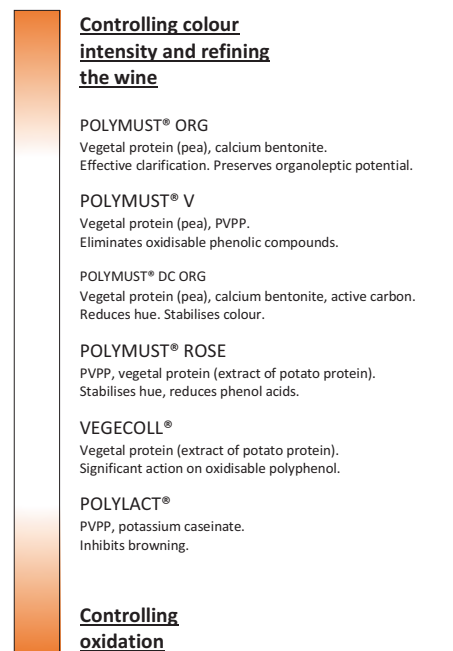 Controlling colour
intensity and refining
the wine
POLYMUST® ORG
Vegetal protein (pea), calcium bentonite.
Effective clarification. Preserves organoleptic potential.
POLYMUST® V
Vegetal protein (pea), PVPP.
Eliminates oxidisable phenolic compounds.
POLYMUST® DC ORG
Vegetal protein (pea), calcium bentonite, active carbon.
Reduces hue. Stabilises colour.
POLYMUST® ROSE
PVPP, vegetal protein (extract of potato protein).
Stabilises hue, reduces phenol acids.
VEGECOLL®
Vegetal protein (extract of potato protein).
Significant action on oxidisable polyphenol.
POLYLACT®
PVPP, potassium caseinate.
Inhibits browning.
Controlling
oxidation